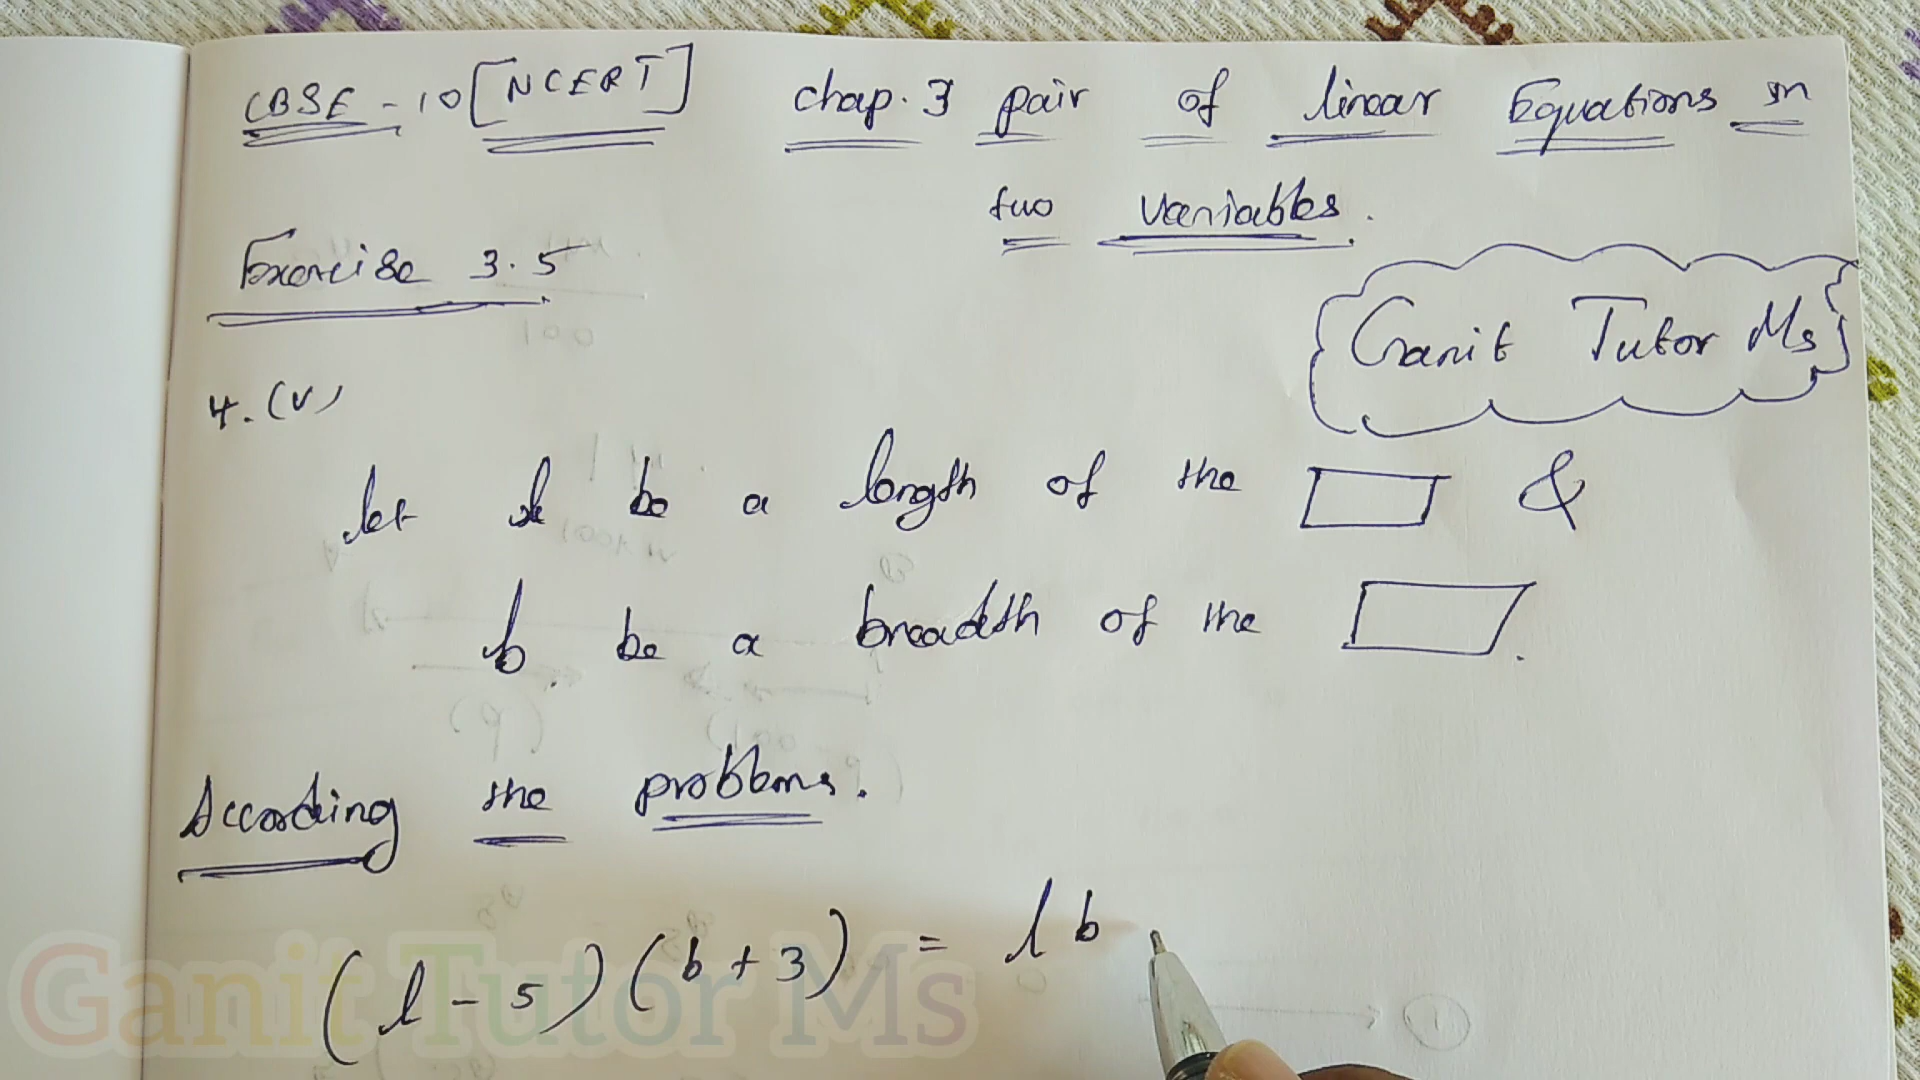 CBSE - 10 [NCERT] chap. 3 pair of linear Equations in
two variables.
Exercise 3.5
Ganit Tutor Ms
4. (v)
let l be a length of the &
b be a breadth of the .
According the problems.
(l - 5) (b + 3) = lb
Ganit Tutor Ms